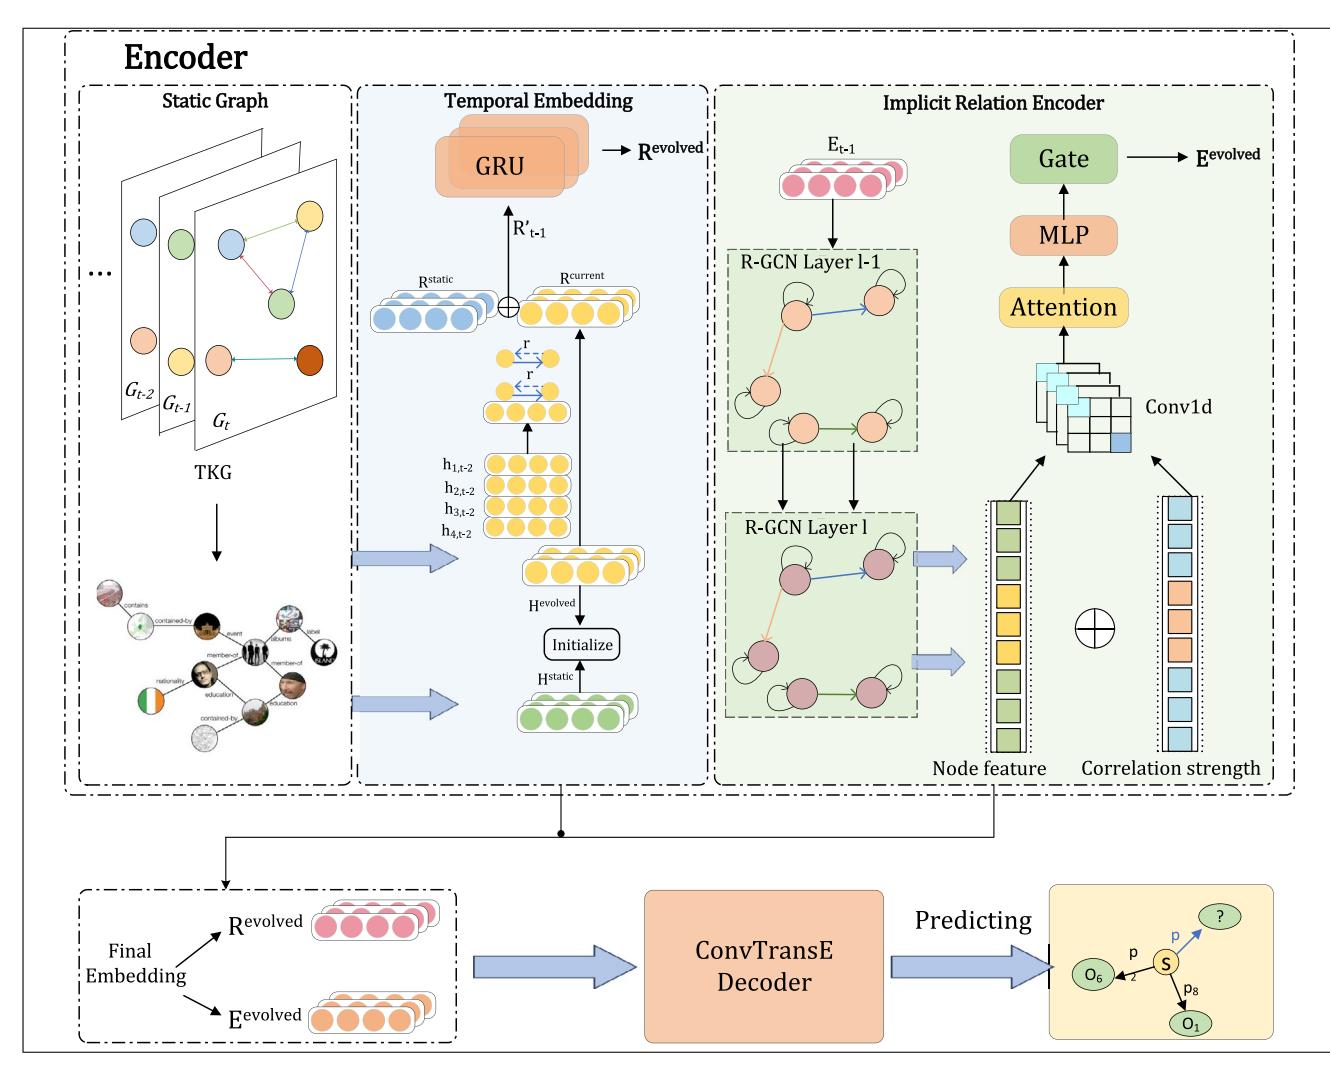 Encoder
Static Graph
...
G_{t-2}
G_{t-1}
G_t
TKG
contains
contained-by
event
albums
label
member-of
member-of
nationality
education
education
contained-by
ISLAND
Temporal Embedding
GRU
R^{evolved}
R'_{t-1}
R^{static}
R^{current}
r
r
h_{1,t-2}
h_{2,t-2}
h_{3,t-2}
h_{4,t-2}
H^{evolved}
Initialize
H^{static}
Implicit Relation Encoder
E_{t-1}
R-GCN Layer l-1
R-GCN Layer l
Gate
E^{evolved}
MLP
Attention
Conv1d
Node feature
Correlation strength
Final
Embedding
R^{evolved}
E^{evolved}
ConvTransE
Decoder
Predicting
?
p
p
2
S
O_6
p_8
O_1